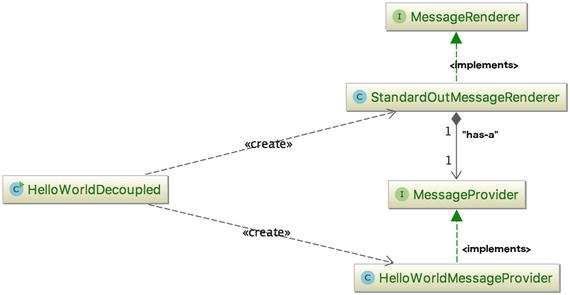 I MessageRenderer
<implements>
C StandardOutMessageRenderer
1
"has-a"
«create»
1
C HelloWorldDecoupled
I MessageProvider
«create»
<implements>
C HelloWorldMessageProvider